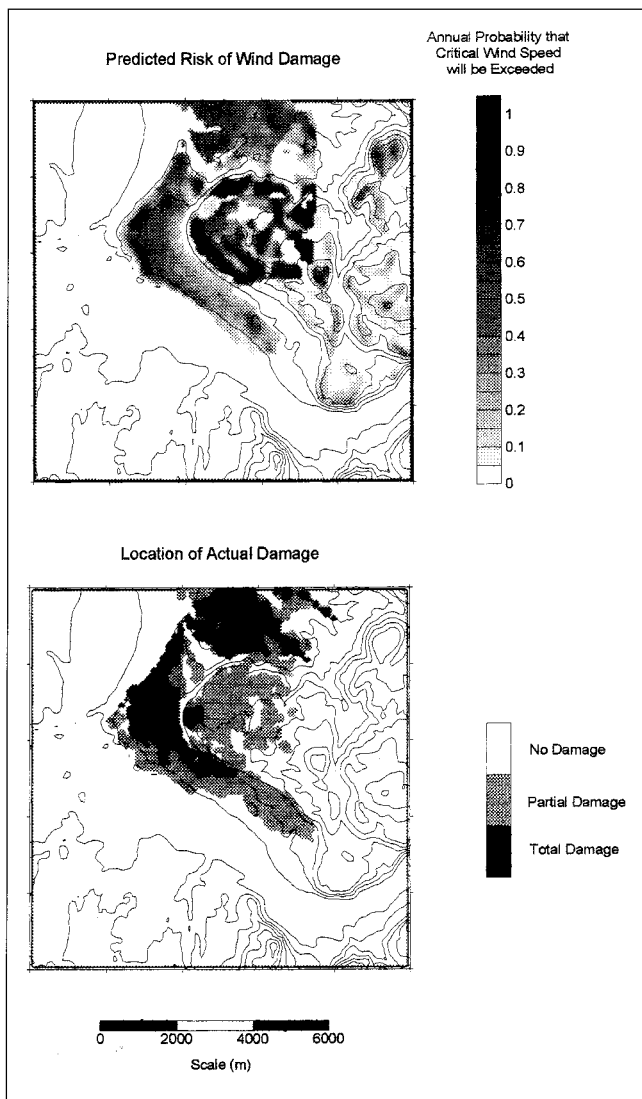 Predicted Risk of Wind Damage
Annual Probability that
Critical Wind Speed
will be Exceeded
1
0.9
0.8
0.7
0.6
0.5
0.4
0.3
0.2
0.1
0
Location of Actual Damage
No Damage
Partial Damage
Total Damage
0 2000 4000 6000
Scale (m)